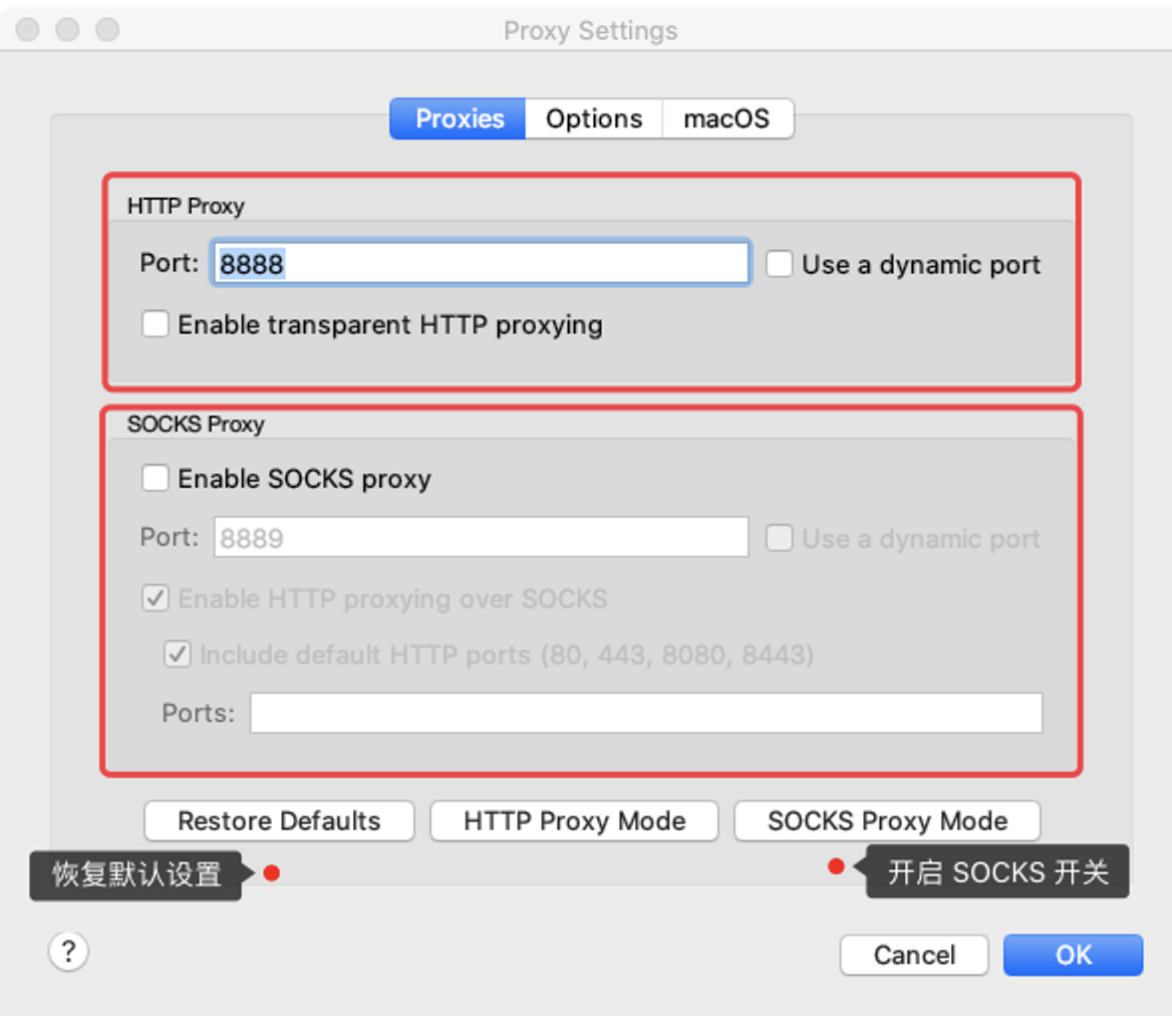 Proxy Settings
Proxies Options macOS
HTTP Proxy
Port: 8888 Use a dynamic port
Enable transparent HTTP proxying
SOCKS Proxy
Enable SOCKS proxy
Port: 8889 Use a dynamic port
Enable HTTP proxying over SOCKS
Include default HTTP ports (80, 443, 8080, 8443)
Ports:
Restore Defaults HTTP Proxy Mode SOCKS Proxy Mode
恢复默认设置 开启 SOCKS 开关
? Cancel OK